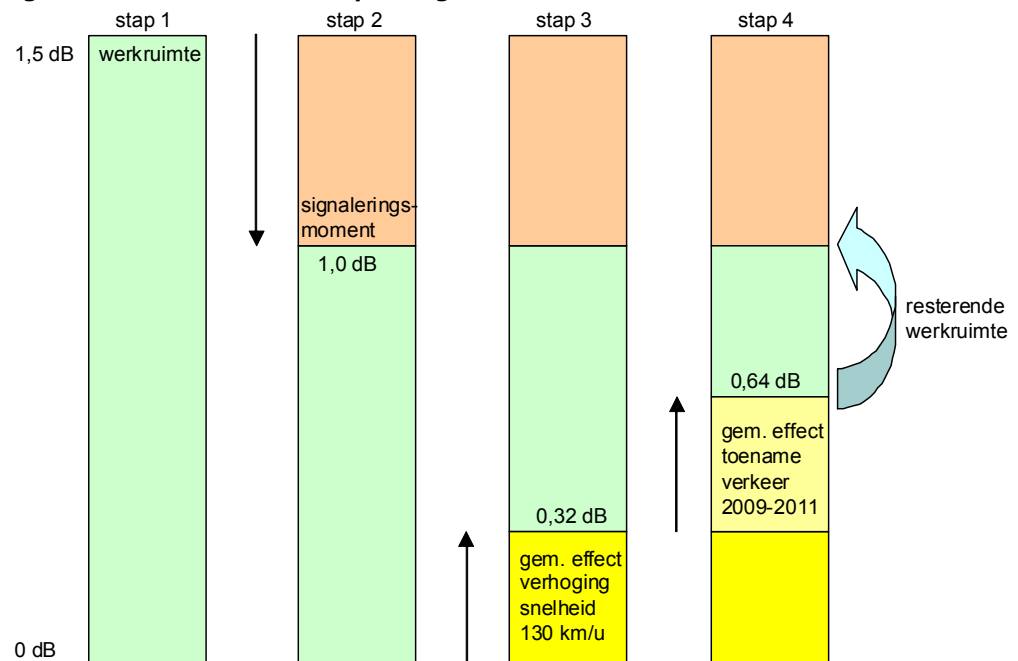 stap 1
stap 2
stap 3
stap 4
1,5 dB
werkruimte
signalerings-
moment
1,0 dB
resterende
werkruimte
0,64 dB
gem. effect
toename
verkeer
2009-2011
0,32 dB
gem. effect
verhoging
snelheid
130 km/u
0 dB